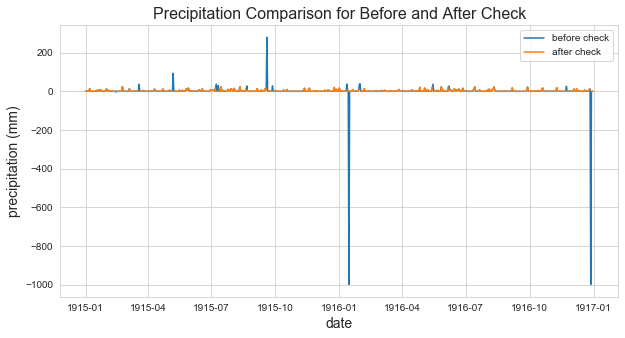 Precipitation Comparison for Before and After Check
before check
after check
200
0
−200
−400
−600
−800
−1000
precipitation (mm)
1915-01 1915-04 1915-07 1915-10 1916-01 1916-04 1916-07 1916-10 1917-01
date